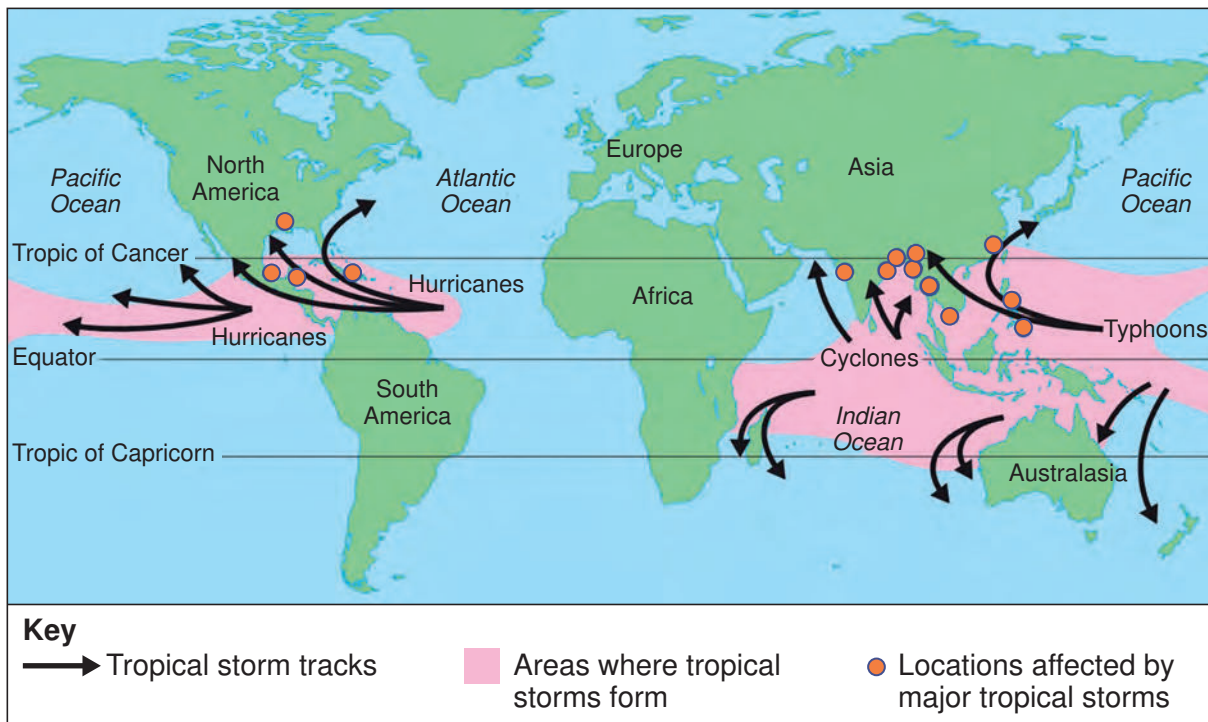 North
America
Pacific
Ocean
Atlantic
Ocean
Europe
Asia
Pacific
Ocean
Tropic of Cancer
Hurricanes
Africa
Hurricanes
Typhoons
Equator
Cyclones
South
America
Indian
Ocean
Tropic of Capricorn
Australasia
Key
Tropical storm tracks
Areas where tropical
storms form
Locations affected by
major tropical storms